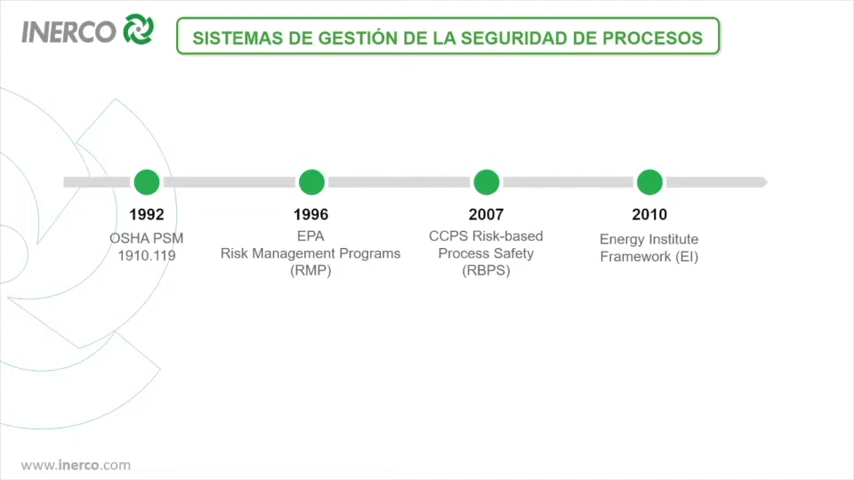 INERCO
SISTEMAS DE GESTIÓN DE LA SEGURIDAD DE PROCESOS
1992
OSHA PSM
1910.119
1996
EPA
Risk Management Programs
(RMP)
2007
CCPS Risk-based
Process Safety
(RBPS)
2010
Energy Institute
Framework (EI)
www.inerco.com